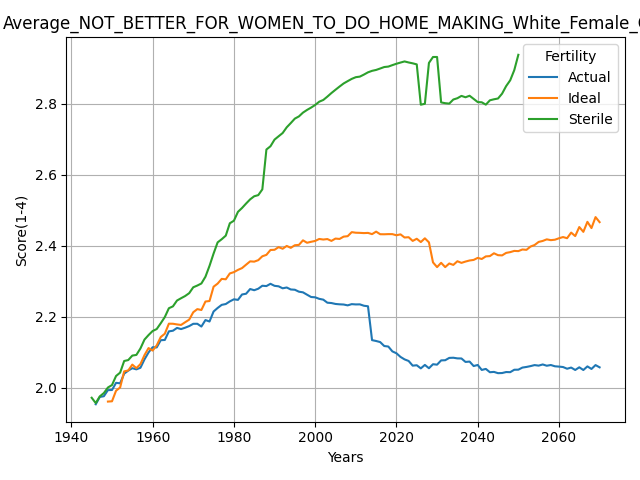 Average_NOT_BETTER_FOR_WOMEN_TO_DO_HOME_MAKING_White_Female_
Fertility
Actual
Ideal
Sterile
Score(1-4)
2.8
2.6
2.4
2.2
2.0
1940 1960 1980 2000 2020 2040 2060
Years